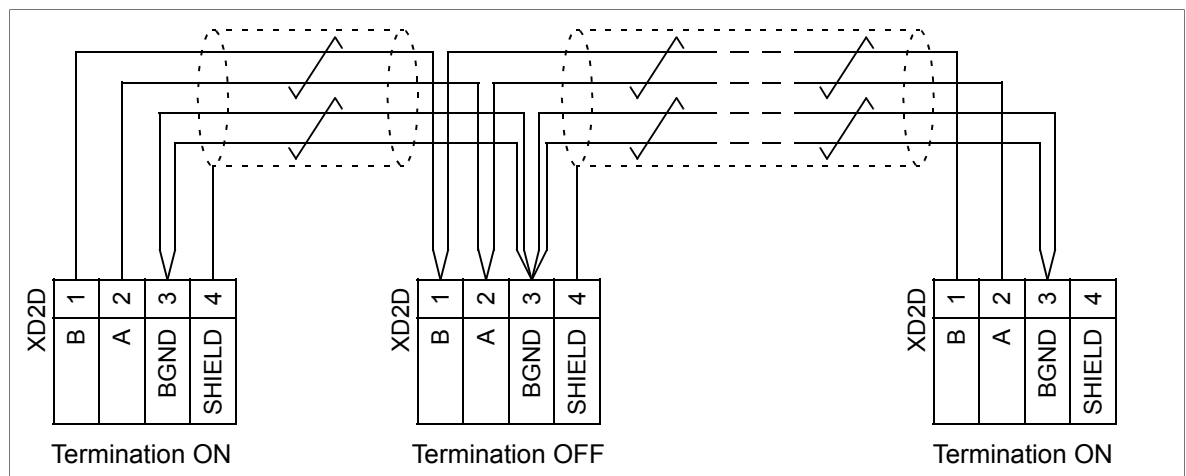 XD2D
1 2 3 4
B A BGND SHIELD
Termination ON
XD2D
1 2 3 4
B A BGND SHIELD
Termination OFF
XD2D
1 2 3 4
B A BGND SHIELD
Termination ON